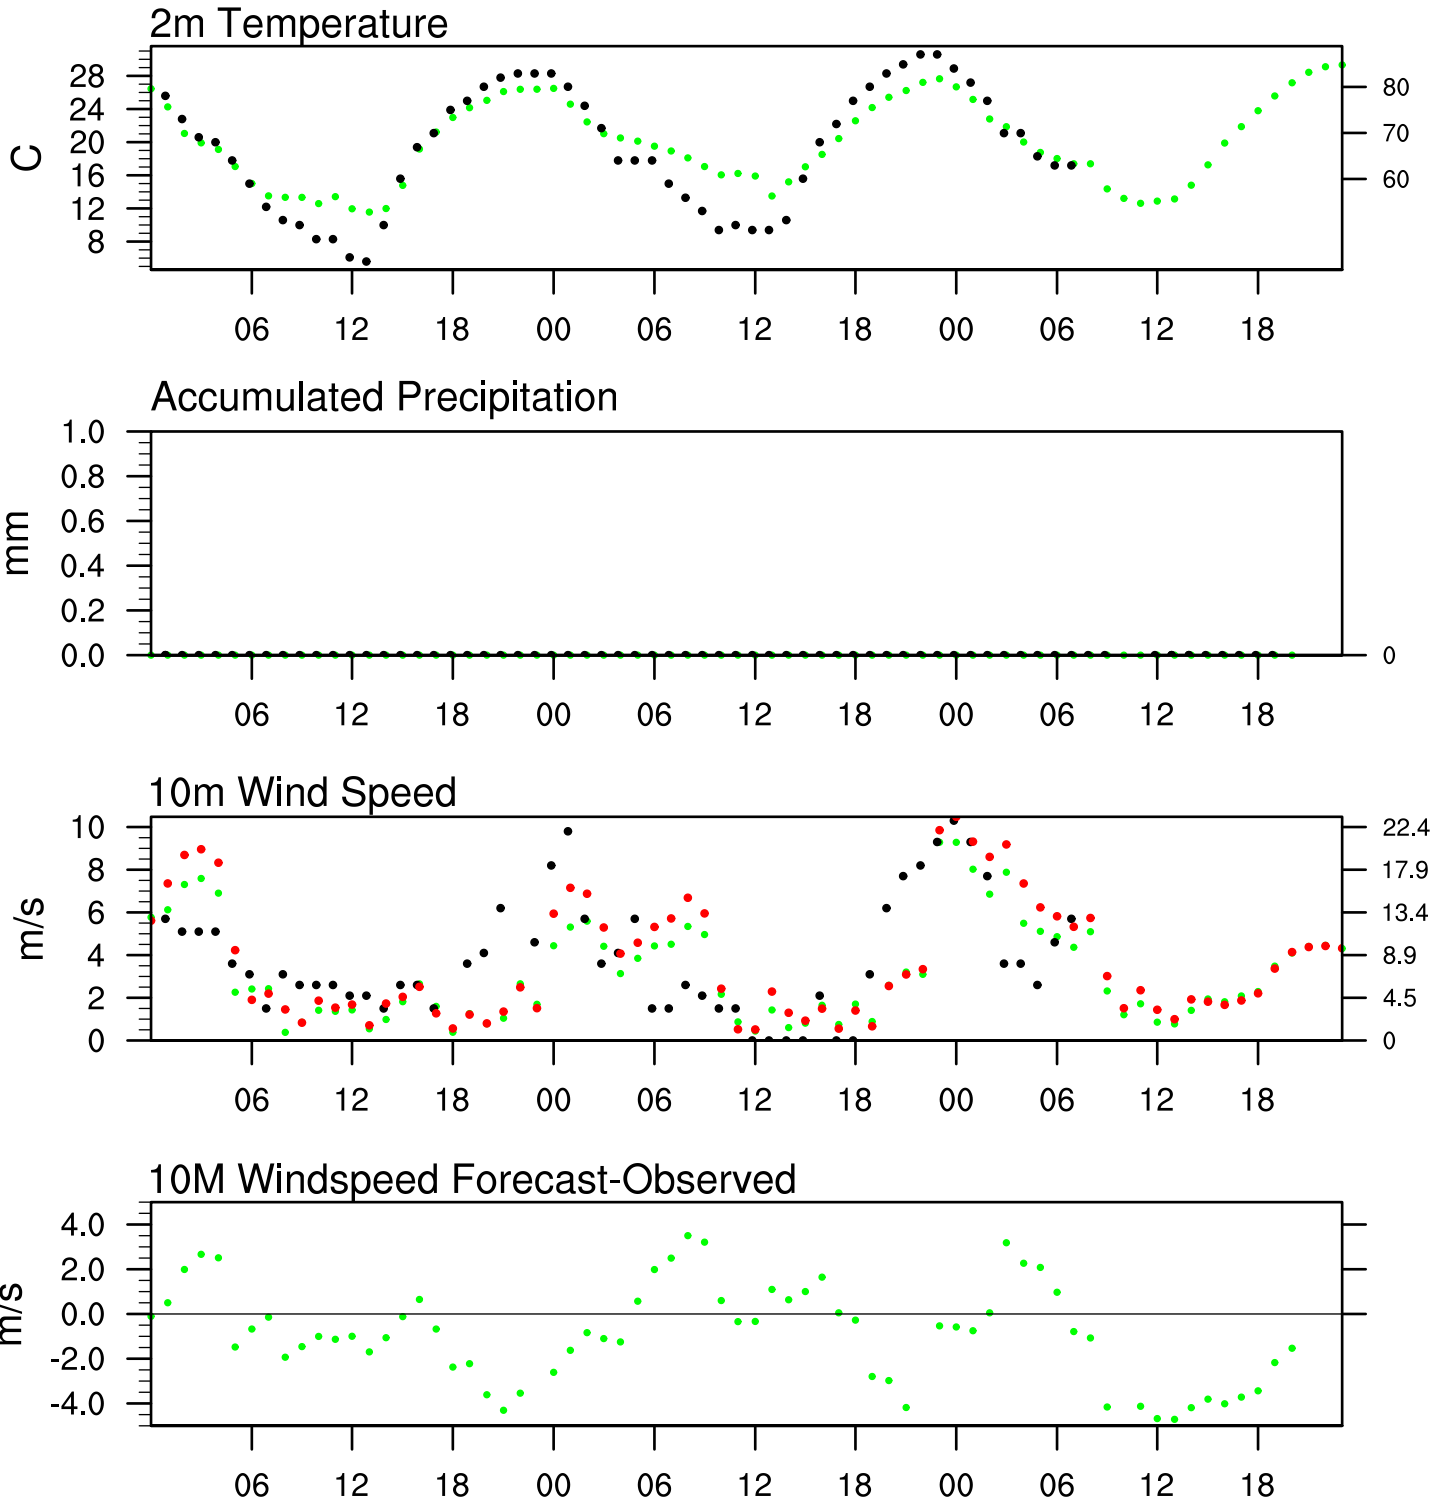 2m Temperature
28
24
20
16
12
8
C
80
70
60
06 12 18 00 06 12 18 00 06 12 18
Accumulated Precipitation
1.0
0.8
0.6
0.4
0.2
0.0
mm
0
06 12 18 00 06 12 18 00 06 12 18
10m Wind Speed
10
8
6
4
2
0
m/s
22.4
17.9
13.4
8.9
4.5
0
06 12 18 00 06 12 18 00 06 12 18
10M Windspeed Forecast-Observed
4.0
2.0
0.0
-2.0
-4.0
m/s
06 12 18 00 06 12 18 00 06 12 18